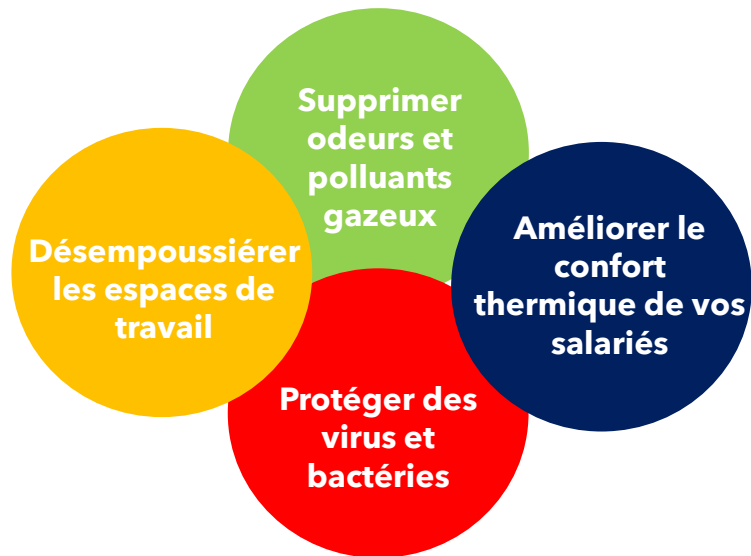 Supprimer
odeurs et
polluants
gazeux
Désempoussiérer
les espaces de
travail
Améliorer le
confort
thermique de vos
salariés
Protéger des
virus et
bactéries